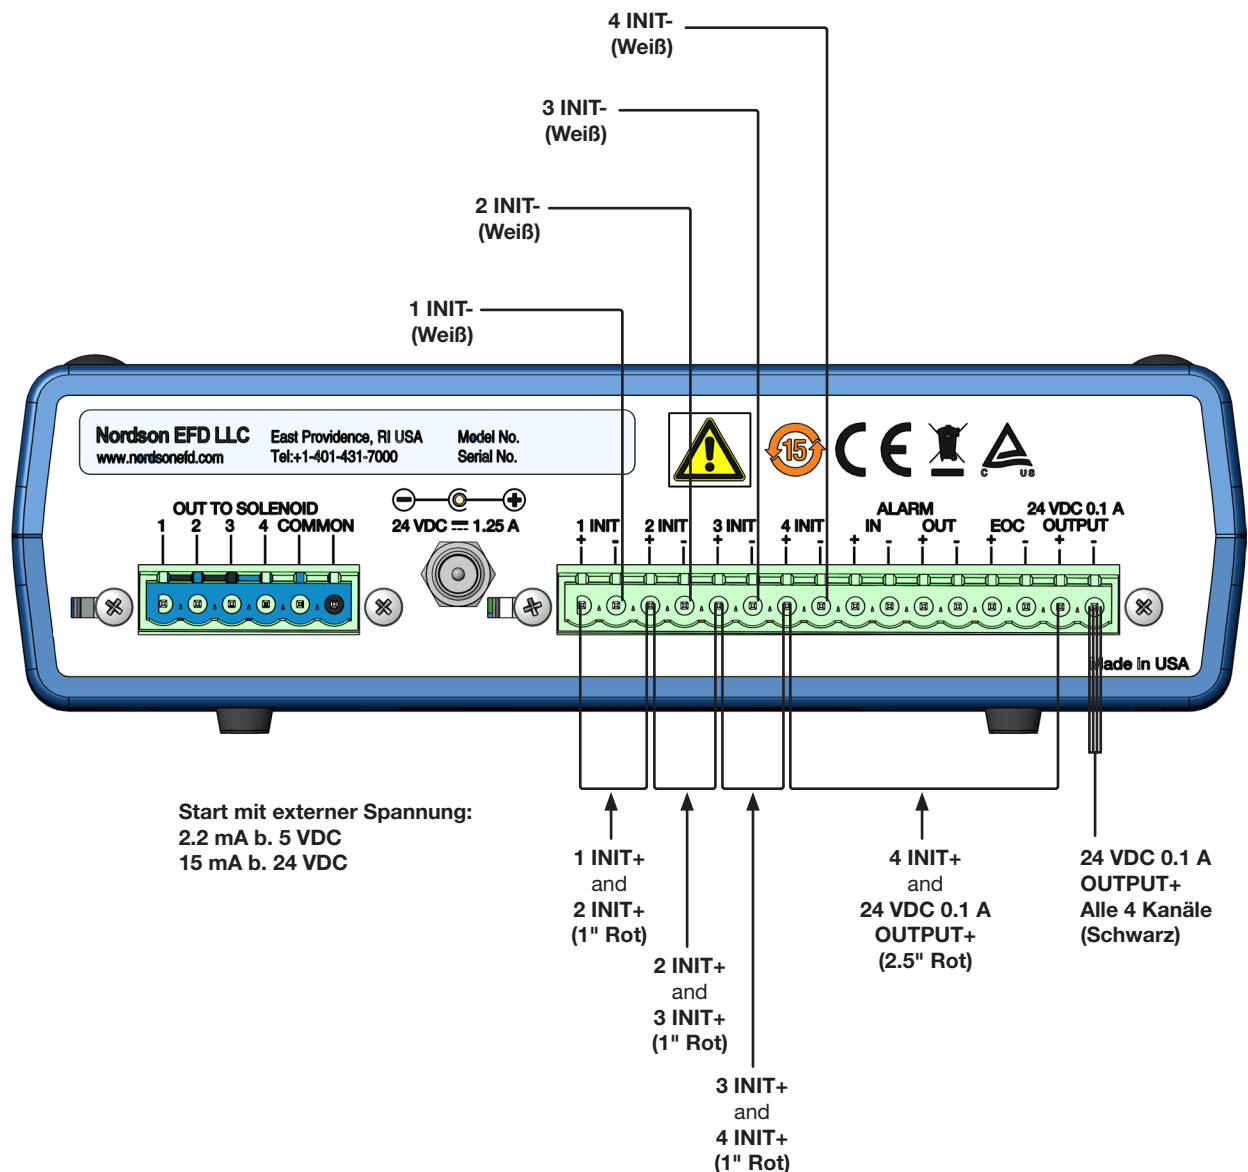 4 INIT-
(Weiß)
3 INIT-
(Weiß)
2 INIT-
(Weiß)
1 INIT-
(Weiß)
Nordson EFD LLC
www.nordsonefd.com
East Providence, RI USA
Tel:+1-401-431-7000
Model No.
Serial No.
15
C US
OUT TO SOLENOID
1 2 3 4 COMMON
24 VDC 1.25 A
1 INIT
+ -
2 INIT
+ -
3 INIT
+ -
4 INIT
+ -
ALARM
IN OUT
+ - + -
EOC
+ -
24 VDC 0.1 A
OUTPUT
+ -
Made in USA
Start mit externer Spannung:
2.2 mA b. 5 VDC
15 mA b. 24 VDC
1 INIT+
and
2 INIT+
(1" Rot)
2 INIT+
and
3 INIT+
(1" Rot)
3 INIT+
and
4 INIT+
(1" Rot)
4 INIT+
and
24 VDC 0.1 A
OUTPUT+
(2.5" Rot)
24 VDC 0.1 A
OUTPUT+
Alle 4 Kanäle
(Schwarz)